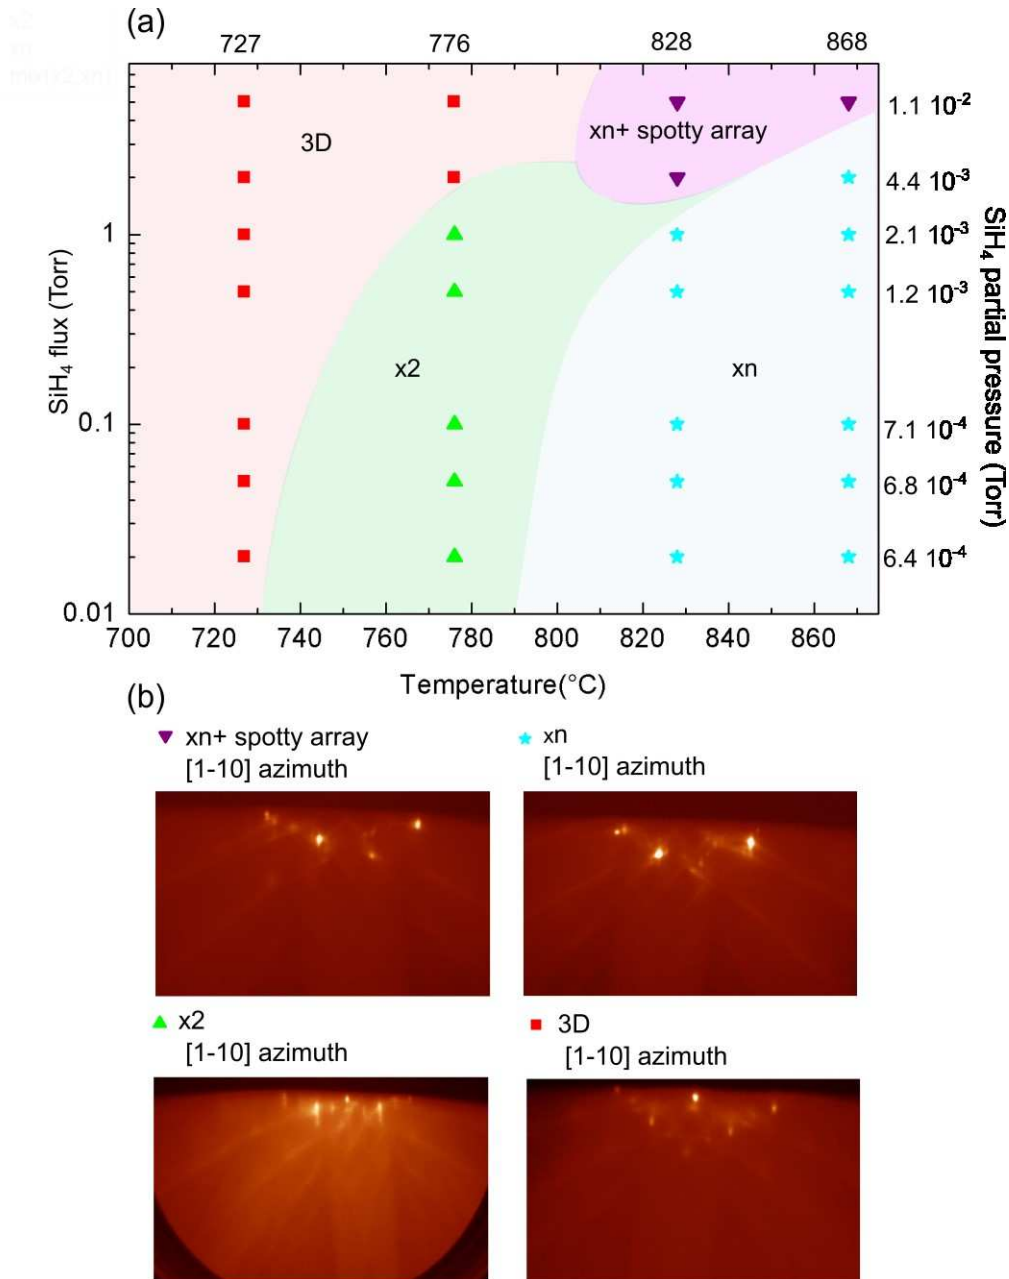 (a)
727 776 828 868
3D
xn+ spotty array
x2
xn
1
0.1
0.01
SiH₄ flux (Torr)
1.1 10⁻²
4.4 10⁻³
2.1 10⁻³
1.2 10⁻³
7.1 10⁻⁴
6.8 10⁻⁴
6.4 10⁻⁴
SiH₄ partial pressure (Torr)
700 720 740 760 780 800 820 840 860
Temperature(°C)
(b)
xn+ spotty array
[1-10] azimuth
xn
[1-10] azimuth
x2
[1-10] azimuth
3D
[1-10] azimuth